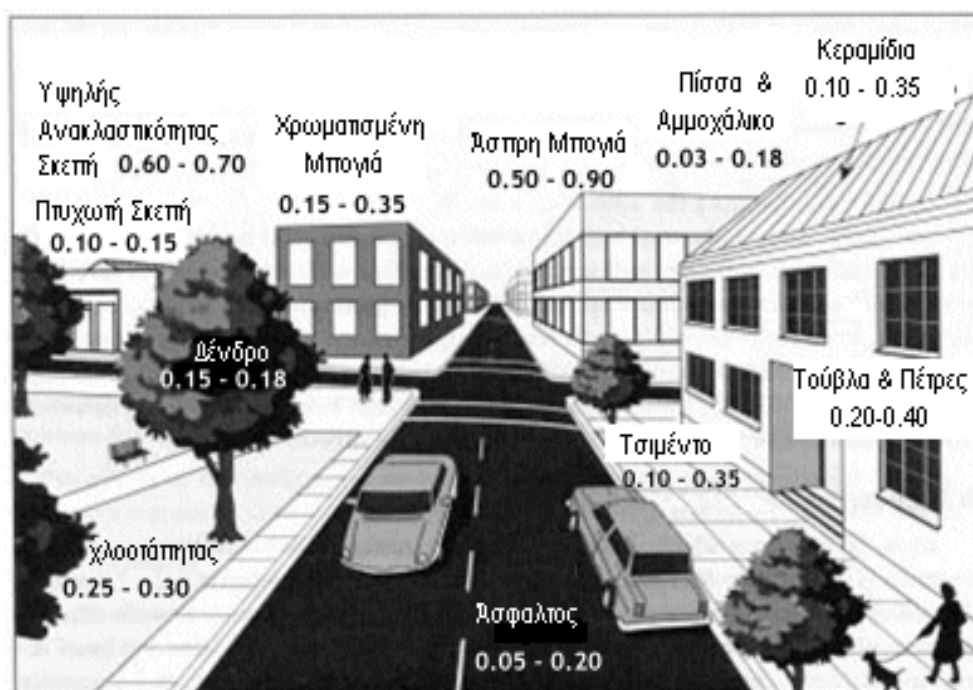 Υψηλής
Ανακλαστικότητας
Σκεπή 0.60 - 0.70
Πτυχωτή Σκεπή
0.10 - 0.15
Χρωματισμένη
Μπογιά
0.15 - 0.35
Άσπρη Μπογιά
0.50 - 0.90
Πίσσα &
Αμμοχάλικο
0.03 - 0.18
Κεραμίδια
0.10 - 0.35
Δένδρο
0.15 - 0.18
Τούβλα & Πέτρες
0.20-0.40
Τσιμέντο
0.10 - 0.35
χλοοτάπητας
0.25 - 0.30
Άσφαλτος
0.05 - 0.20